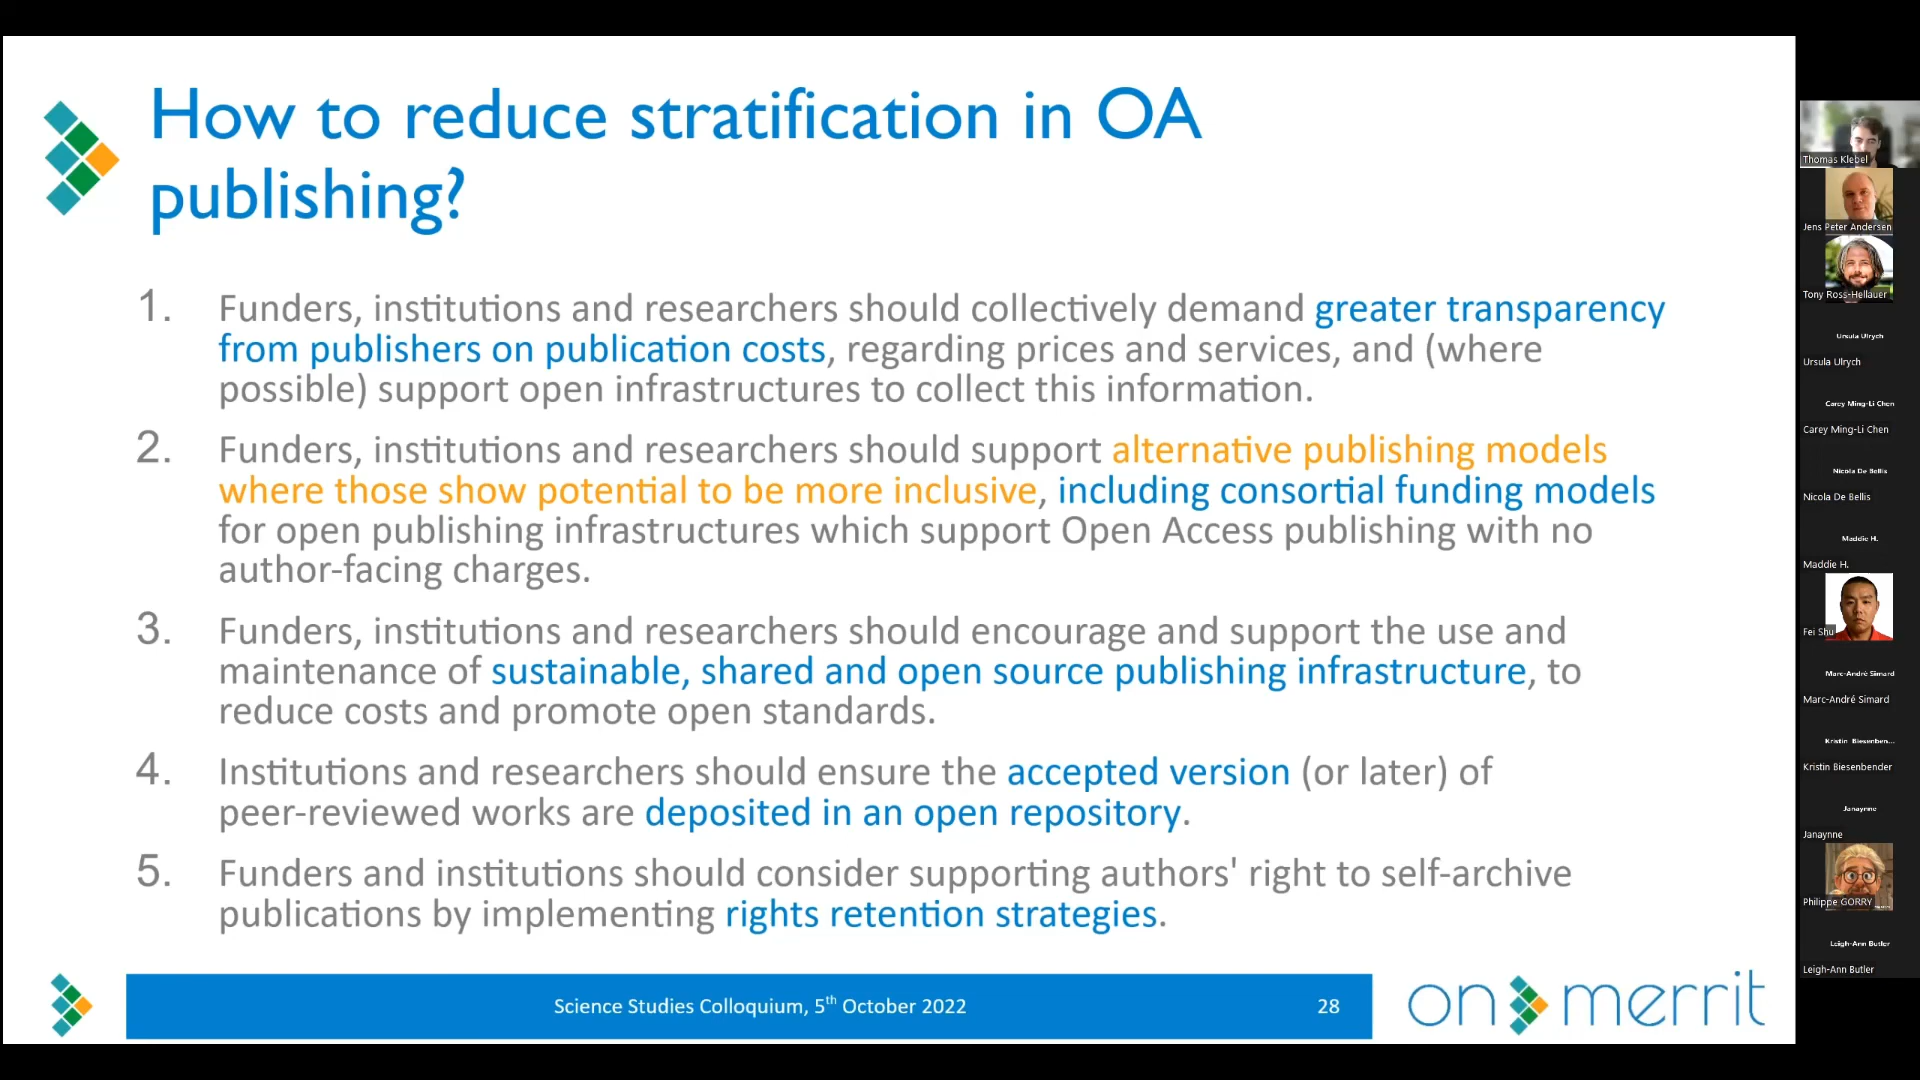 How to reduce stratification in OA
publishing?
1. Funders, institutions and researchers should collectively demand greater transparency
from publishers on publication costs, regarding prices and services, and (where
possible) support open infrastructures to collect this information.
2. Funders, institutions and researchers should support alternative publishing models
where those show potential to be more inclusive, including consortial funding models
for open publishing infrastructures which support Open Access publishing with no
author-facing charges.
3. Funders, institutions and researchers should encourage and support the use and
maintenance of sustainable, shared and open source publishing infrastructure, to
reduce costs and promote open standards.
4. Institutions and researchers should ensure the accepted version (or later) of
peer-reviewed works are deposited in an open repository.
5. Funders and institutions should consider supporting authors' right to self-archive
publications by implementing rights retention strategies.
Science Studies Colloquium, 5th October 2022
28
on merrit
Thomas Klebel
Jens Peter Andersen
Tony Ross-Hellauer
Ursula Ulrych
Ursula Ulrych
Carey Ming-Li Chen
Carey Ming-Li Chen
Nicola De Bellis
Nicola De Bellis
Maddie H.
Maddie H.
Fei Shu
Marc-André Simard
Marc-André Simard
Kristin Biesenben...
Kristin Biesenbender
Janaynne
Janaynne
Philippe GORRY
Leigh-Ann Butler
Leigh-Ann Butler